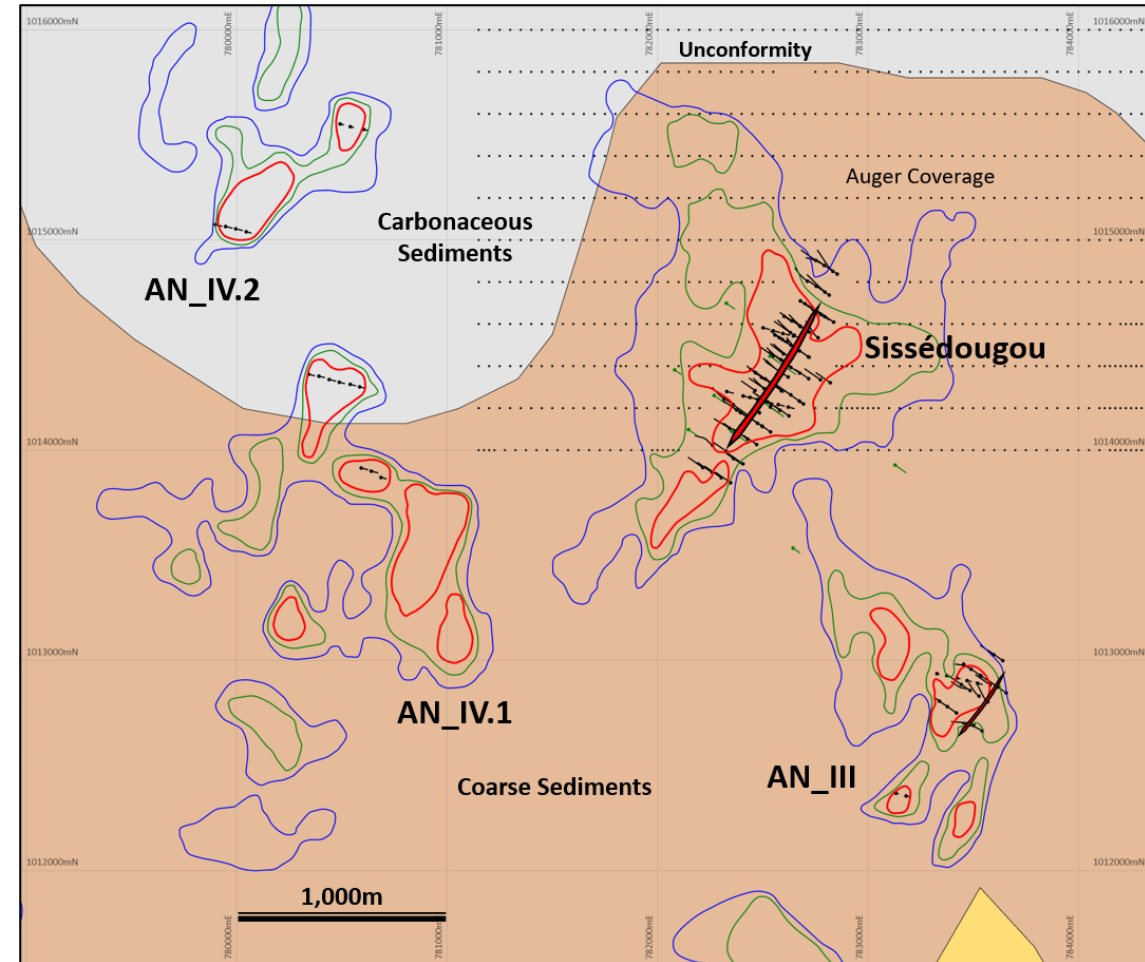 1016000mN
780000mE
781000mE
782000mE
783000mE
784000mE
1016000mN
Unconformity
Auger Coverage
Carbonaceous
Sediments
1015000mN
1015000mN
AN_IV.2
Sissédougou
1014000mN
1014000mN
1013000mN
1013000mN
AN_IV.1
AN_III
Coarse Sediments
1012000mN
1012000mN
1,000m
780000mE
781000mE
782000mE
783000mE
784000mE